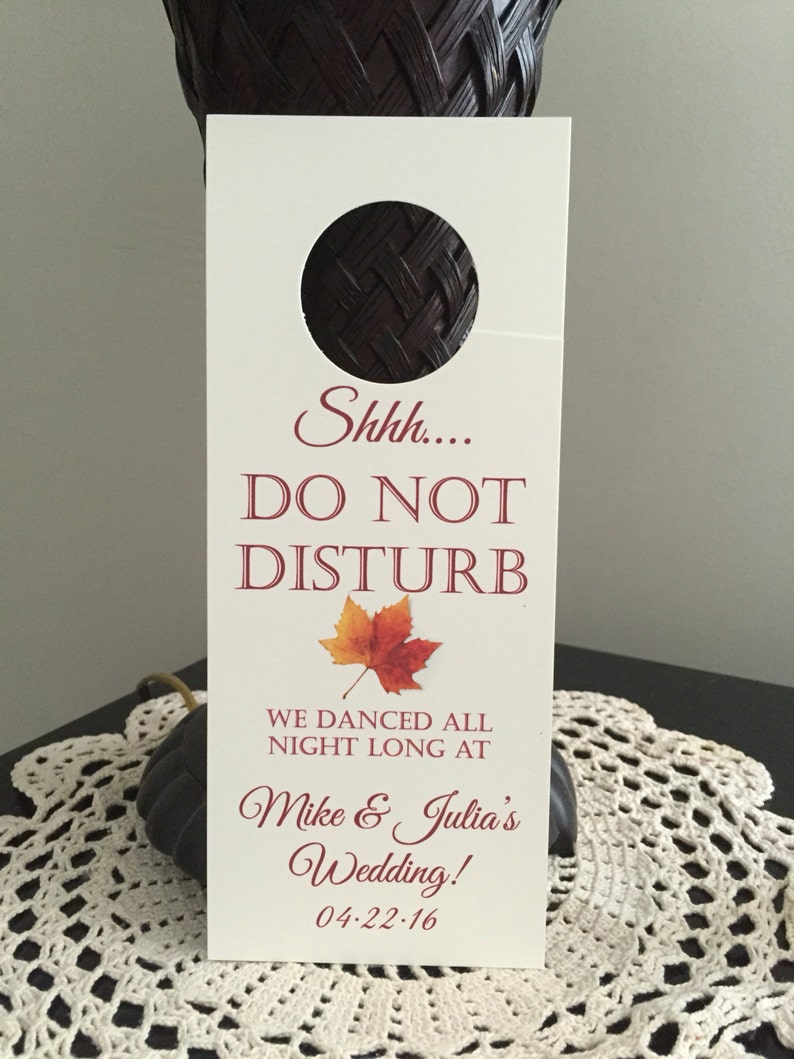 Shhh....
DO NOT
DISTURB
WE DANCED ALL
NIGHT LONG AT
Mike & Julia's
Wedding!
04·22·16